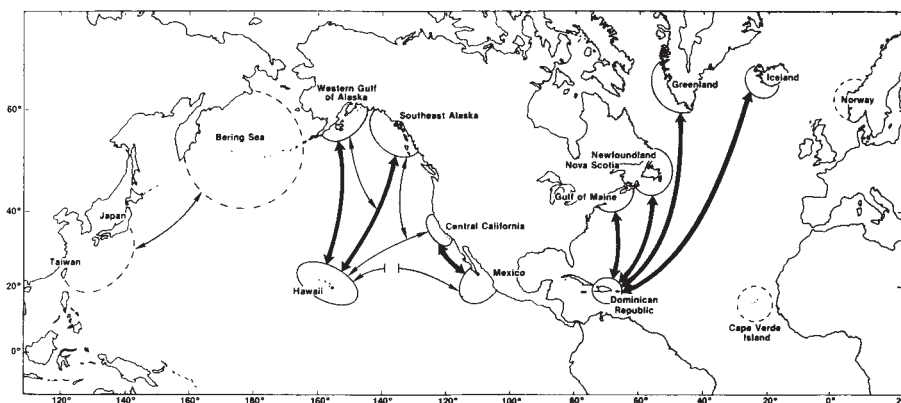 Western Gulf
of Alaska
Greenland
Iceland
Southeast Alaska
Norway
60°
Bering Sea
Newfoundland
Nova Scotia
Gulf of Maine
40°
Japan
Central California
Taiwan
Mexico
20°
Hawaii
Dominican
Republic
Cape Verde
Island
0°
120° 140° 160° 180° 160° 140° 120° 100° 80° 60° 40° 20° 0° 20°